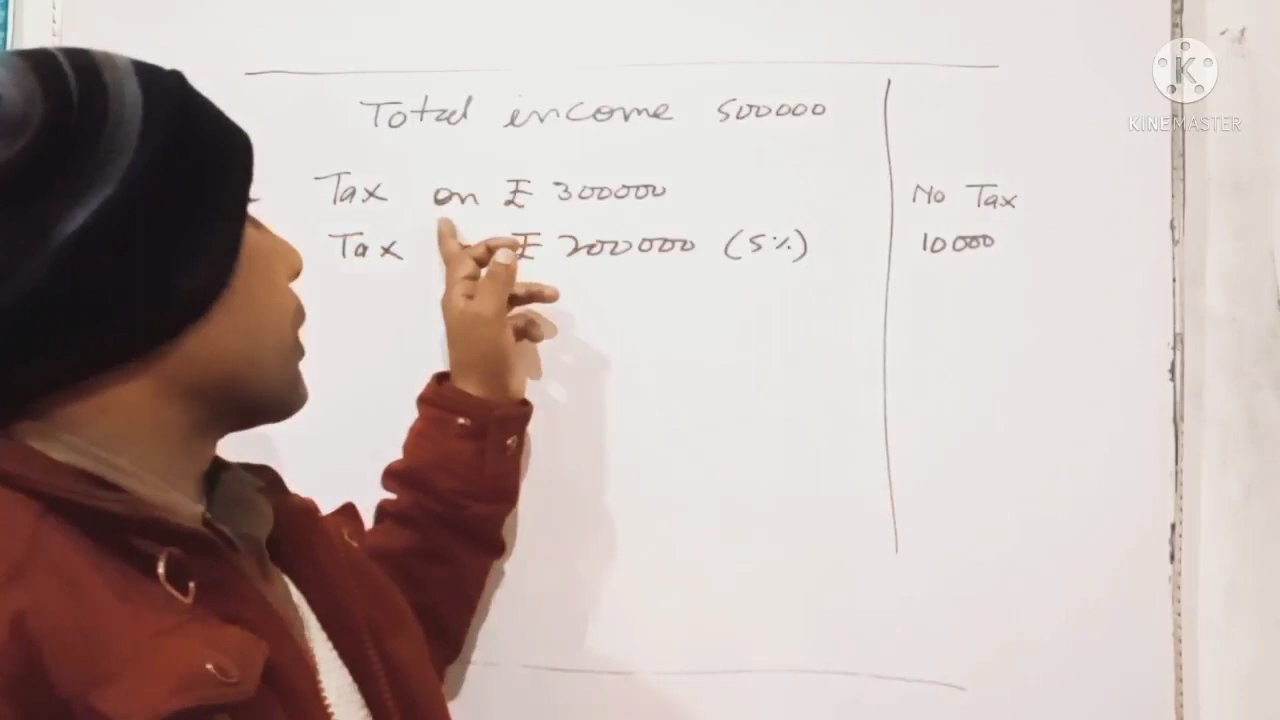 Total income 500000
Tax on ₹ 300000 No Tax
Tax ₹ 200000 (5%) 10000
K
KINEMASTER